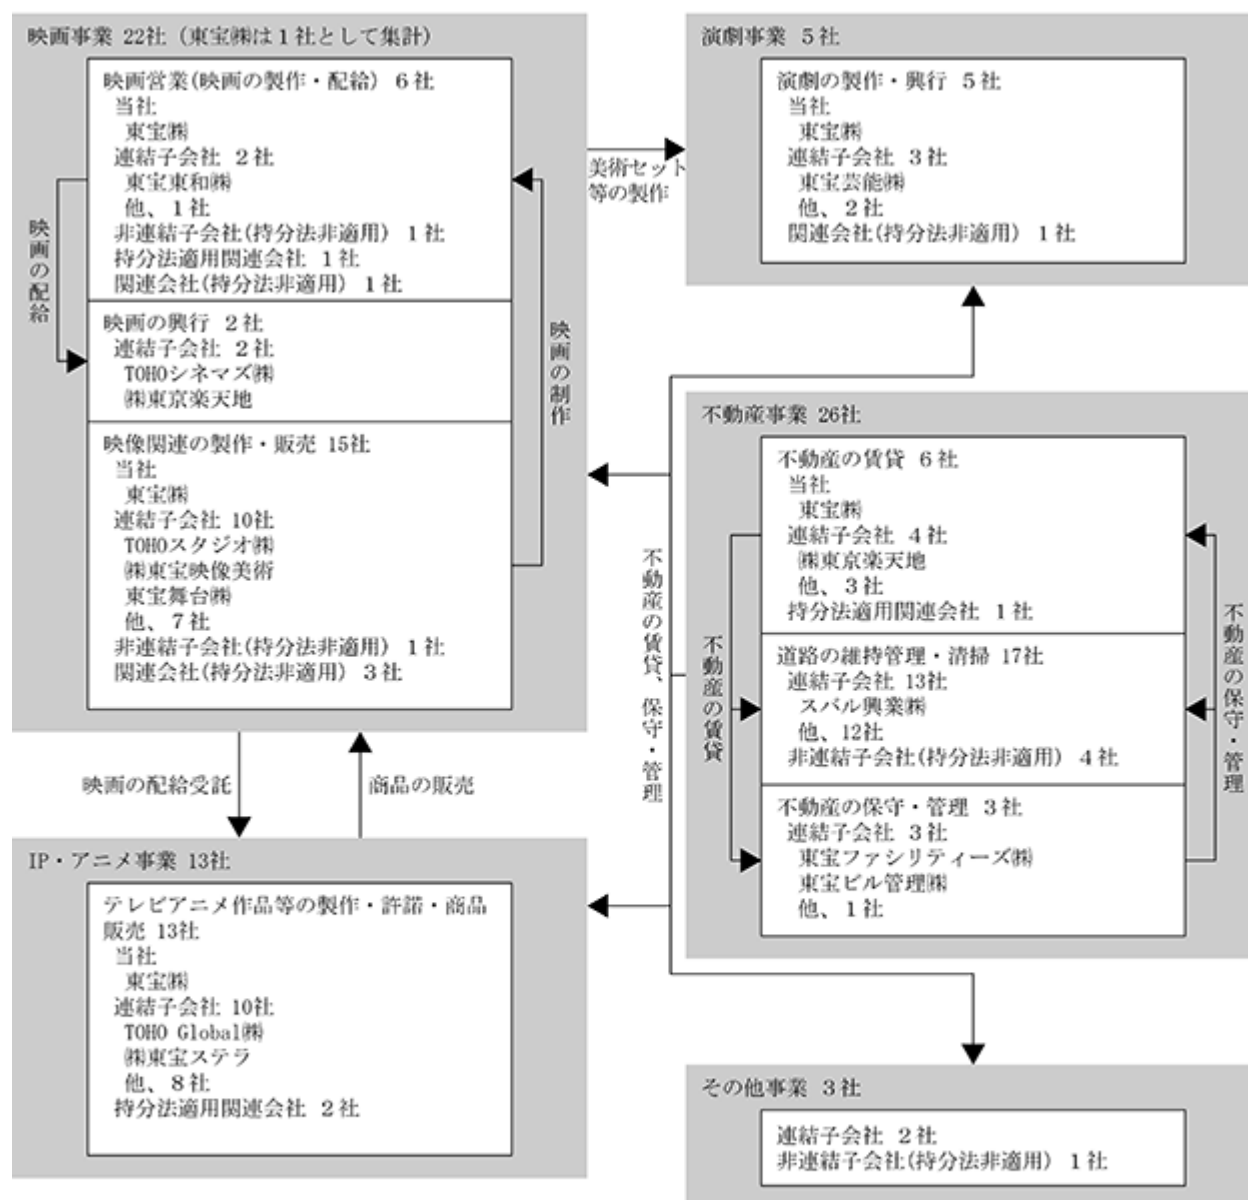 映画事業 22社（東宝㈱は１社として集計）
映画営業(映画の製作・配給) ６社
当社
東宝㈱
連結子会社 ２社
東宝東和㈱
他、１社
非連結子会社(持分法非適用) １社
持分法適用関連会社 １社
関連会社(持分法非適用) １社
映画の興行 ２社
連結子会社 ２社
TOHOシネマズ㈱
㈱東京楽天地
映像関連の製作・販売 15社
当社
東宝㈱
連結子会社 10社
TOHOスタジオ㈱
㈱東宝映像美術
東宝舞台㈱
他、７社
非連結子会社(持分法非適用) １社
関連会社(持分法非適用) ３社
映画の配給
映画の制作
美術セット
等の製作
演劇事業 ５社
演劇の製作・興行 ５社
当社
東宝㈱
連結子会社 ３社
東宝芸能㈱
他、２社
関連会社(持分法非適用) １社
不動産の賃貸、保守・管理
不動産事業 26社
不動産の賃貸 ６社
当社
東宝㈱
連結子会社 ４社
㈱東京楽天地
他、３社
持分法適用関連会社 １社
道路の維持管理・清掃 17社
連結子会社 13社
スバル興業㈱
他、12社
非連結子会社(持分法非適用) ４社
不動産の保守・管理 ３社
連結子会社 ３社
東宝ファシリティーズ㈱
東宝ビル管理㈱
他、１社
不動産の賃貸
不動産の保守・管理
映画の配給受託
商品の販売
IP・アニメ事業 13社
テレビアニメ作品等の製作・許諾・商品
販売 13社
当社
東宝㈱
連結子会社 10社
TOHO Global㈱
㈱東宝ステラ
他、８社
持分法適用関連会社 ２社
その他事業 ３社
連結子会社 ２社
非連結子会社(持分法非適用) １社